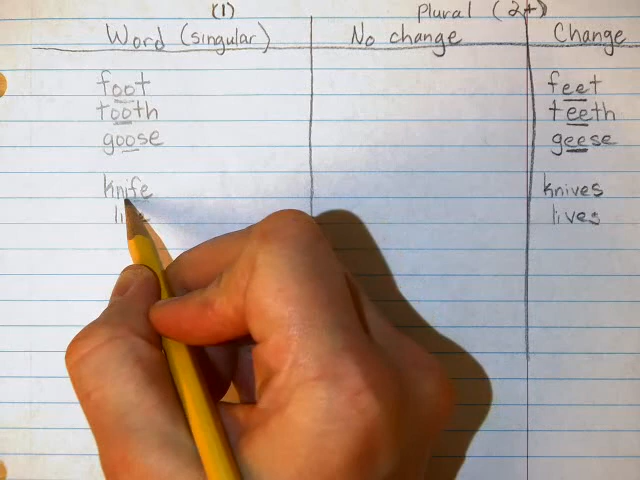 (1) Plural (2+)
Word (singular) No change Change
foot feet
tooth teeth
goose geese
knife knives
lives